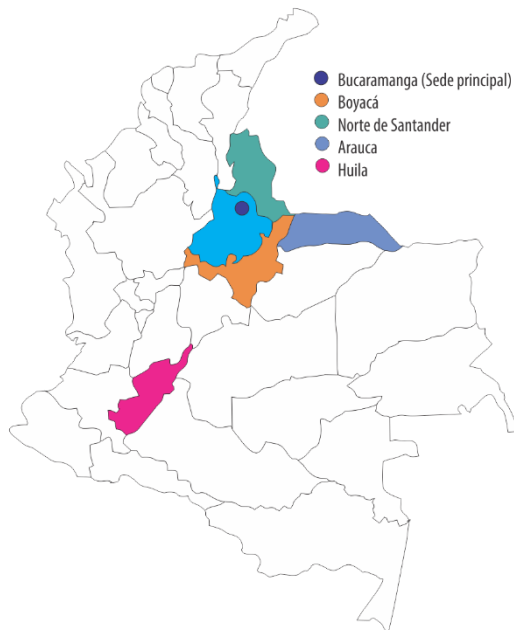 Bucaramanga (Sede principal)
Boyacá
Norte de Santander
Arauca
Huila